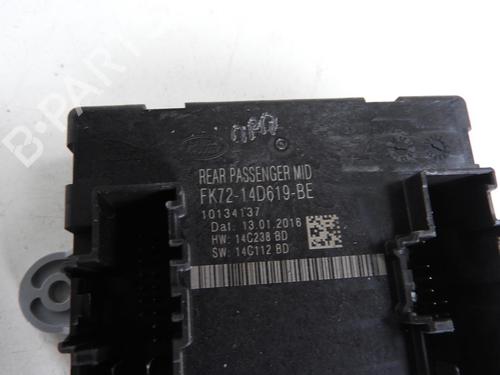 REAR PASSENGER MID
FK72-14D619-BE
10134137
Dat: 13.01.2016
HW: 14C238 BD
SW: 14C112 BD
B-PARTS